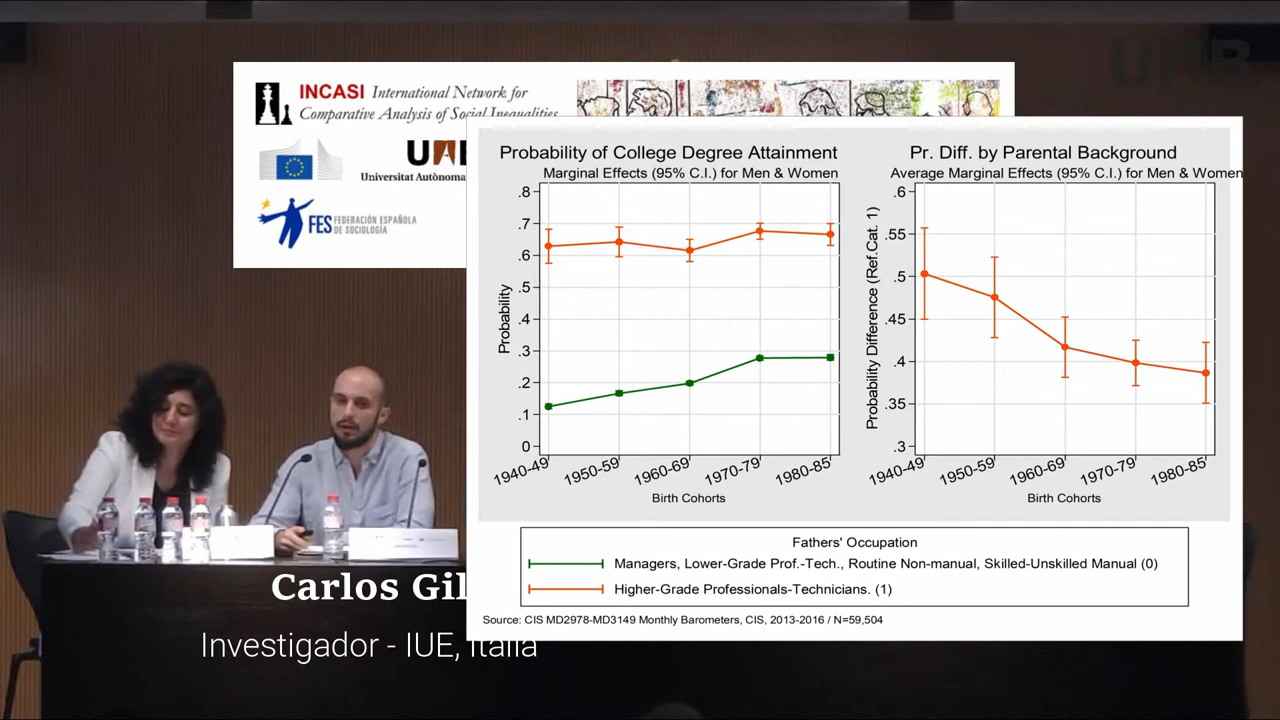 UAB
INCASI International Network for
Comparative Analysis of Social Inequalities
UAB
Universitat Autònoma
FES FEDERACIÓN ESPAÑOLA
DE SOCIOLOGÍA
Probability of College Degree Attainment
Marginal Effects (95% C.I.) for Men & Women
Probability
.8
.7
.6
.5
.4
.3
.2
.1
0
1940-49'
1950-59'
1960-69'
1970-79'
1980-85'
Birth Cohorts
Pr. Diff. by Parental Background
Average Marginal Effects (95% C.I.) for Men & Women
Probability Difference (Ref.Cat. 1)
.6
.55
.5
.45
.4
.35
.3
1940-49'
1950-59'
1960-69'
1970-79'
1980-85'
Birth Cohorts
Fathers' Occupation
Managers, Lower-Grade Prof.-Tech., Routine Non-manual, Skilled-Unskilled Manual (0)
Higher-Grade Professionals-Technicians. (1)
Source: CIS MD2978-MD3149 Monthly Barometers, CIS, 2013-2016 / N=59,504
Carlos Gil
Investigador - IUE, Italia